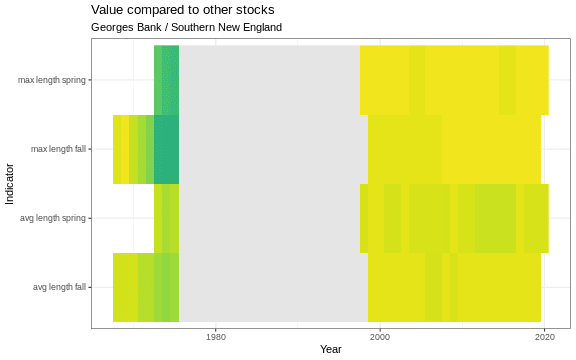 Value compared to other stocks
Georges Bank / Southern New England
max length spring
max length fall
avg length spring
avg length fall
Indicator
1980
2000
2020
Year